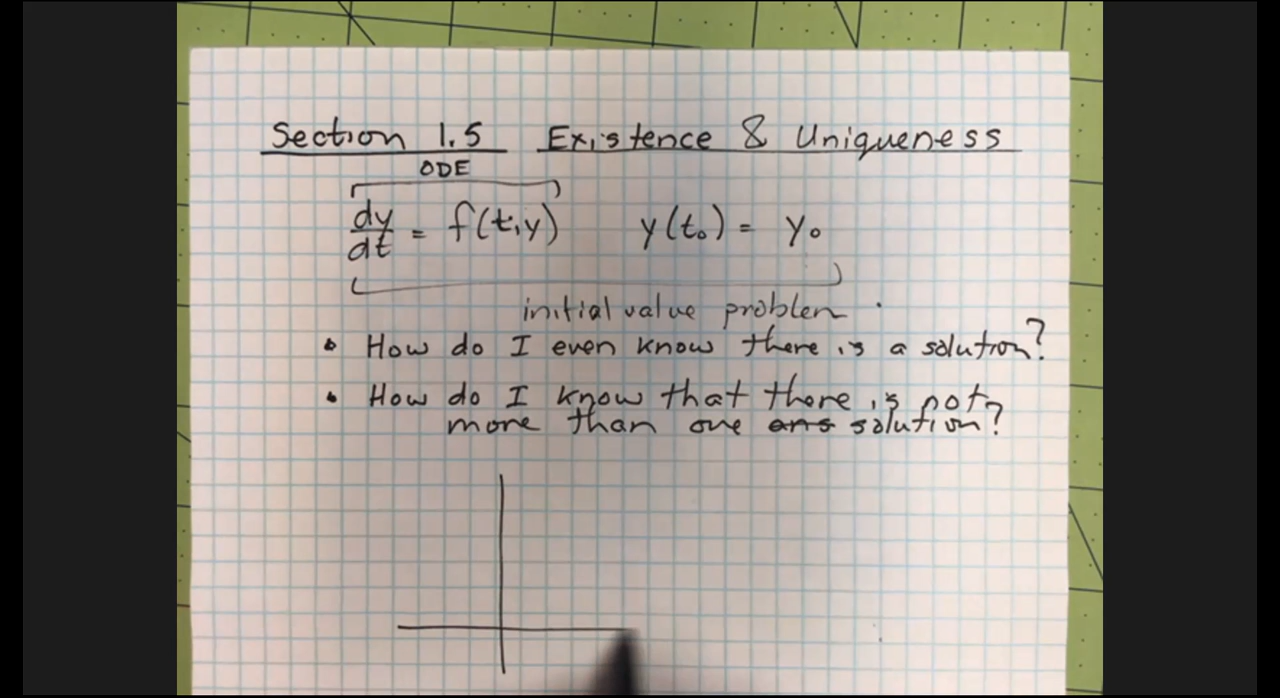 Section 1.5 Existence & Uniqueness
ODE
dy/dt = f(t,y) y(t₀) = y₀
initial value problem
• How do I even know there is a solution?
• How do I know that there is not
more than one ans solution?